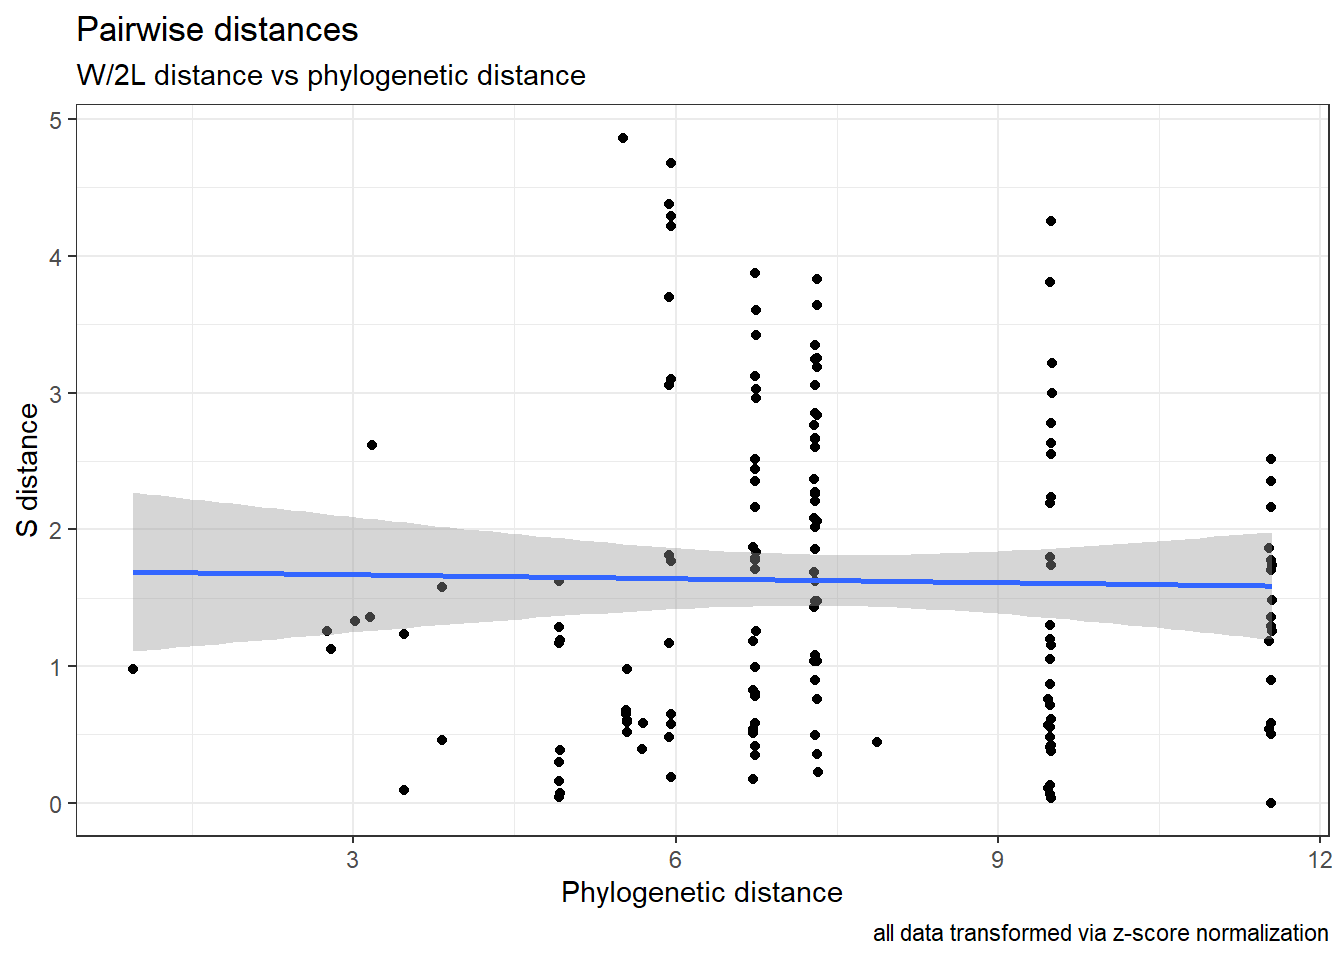 Pairwise distances
W/2L distance vs phylogenetic distance
5
4
3
2
1
0
S distance
3 6 9 12
Phylogenetic distance
all data transformed via z-score normalization